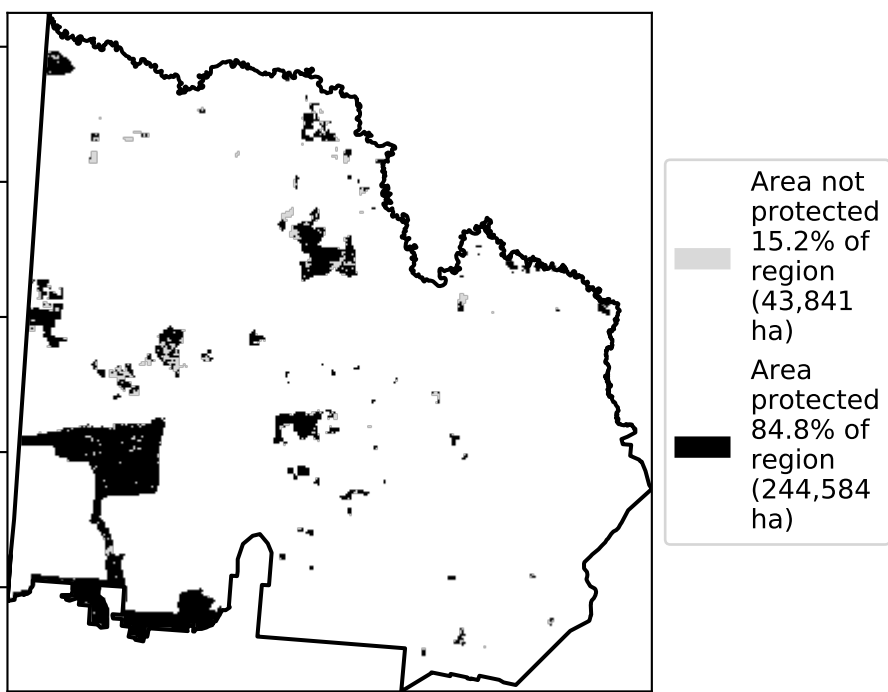 Area not
protected
15.2% of
region
(43,841
ha)
Area
protected
84.8% of
region
(244,584
ha)